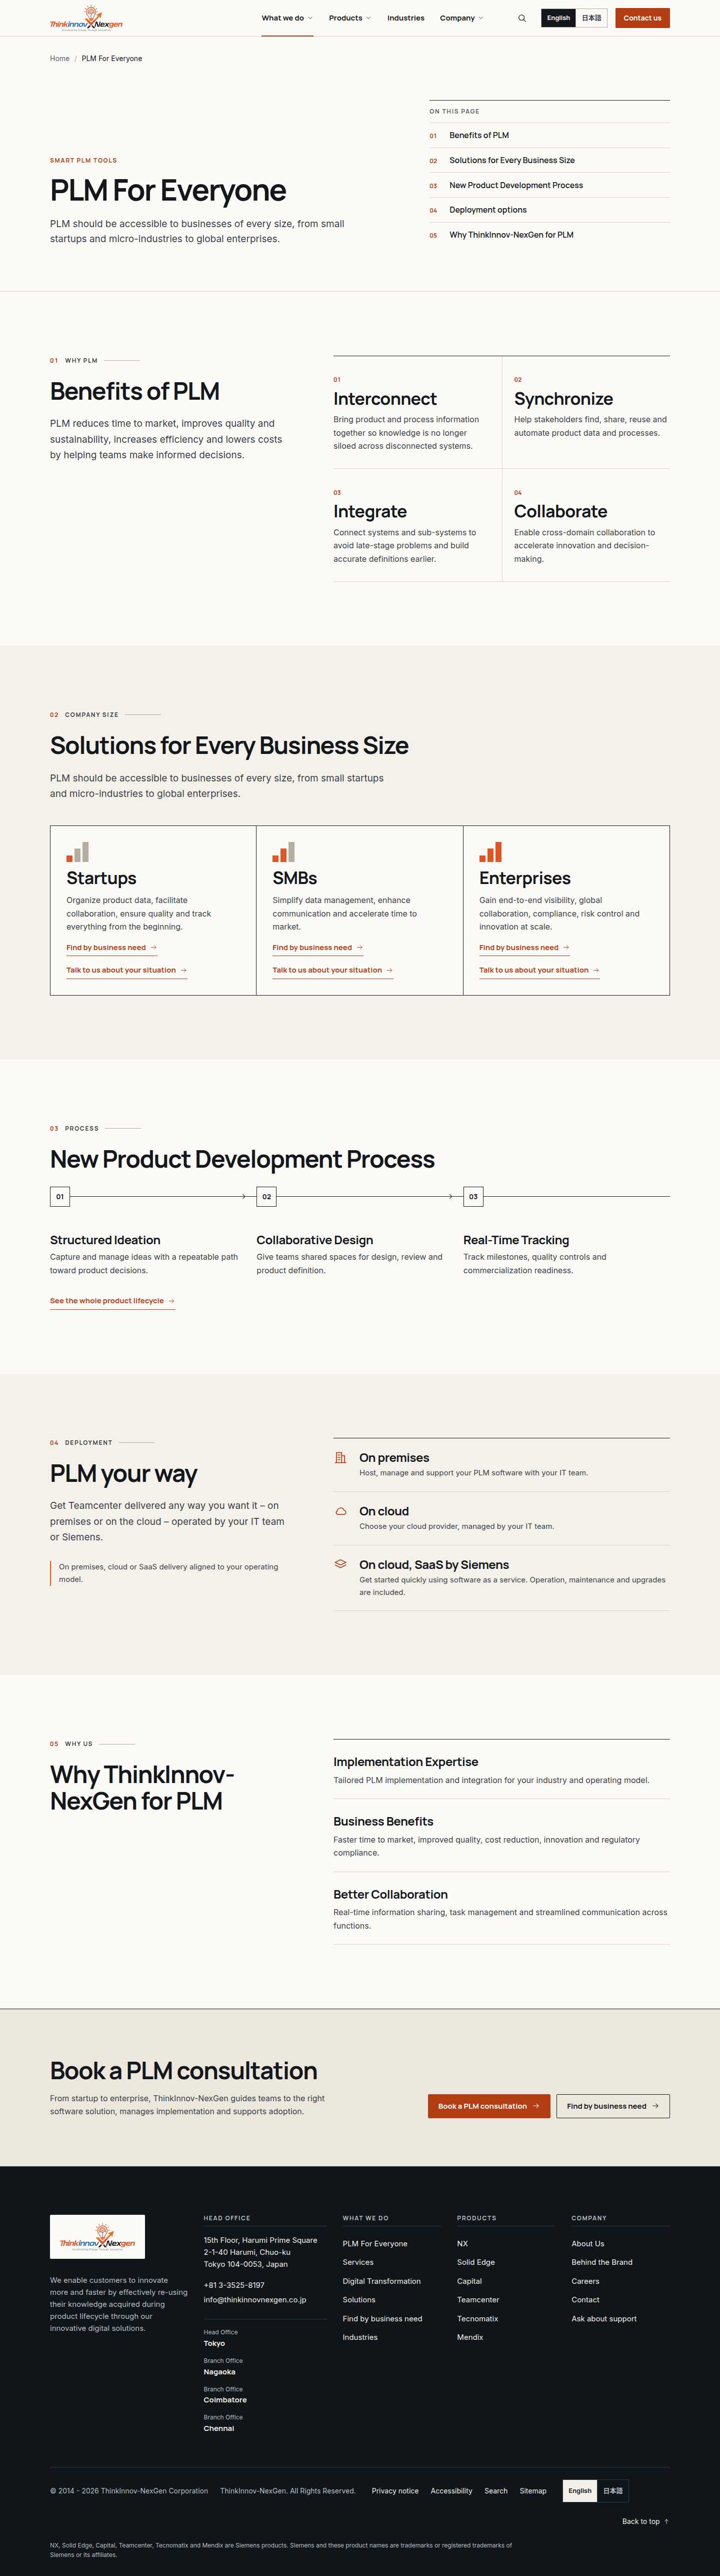 ThinkInnovXNexgen
What we do
Products
Industries
Company
English
日本語
Contact us
Home / PLM For Everyone
SMART PLM TOOLS
PLM For Everyone
PLM should be accessible to businesses of every size, from small
startups and micro-industries to global enterprises.
ON THIS PAGE
01 Benefits of PLM
02 Solutions for Every Business Size
03 New Product Development Process
04 Deployment options
05 Why ThinkInnov-NexGen for PLM
01 WHY PLM
Benefits of PLM
PLM reduces time to market, improves quality and
sustainability, increases efficiency and lowers costs
by helping teams make informed decisions.
01
Interconnect
Bring product and process information
together so knowledge is no longer
siloed across disconnected systems.
02
Synchronize
Help stakeholders find, share, reuse and
automate product data and processes.
03
Integrate
Connect systems and sub-systems to
avoid late-stage problems and build
accurate definitions earlier.
04
Collaborate
Enable cross-domain collaboration to
accelerate innovation and decision-
making.
02 COMPANY SIZE
Solutions for Every Business Size
PLM should be accessible to businesses of every size, from small startups
and micro-industries to global enterprises.
Startups
Organize product data, facilitate
collaboration, ensure quality and track
everything from the beginning.
Find by business need →
Talk to us about your situation →
SMBs
Simplify data management, enhance
communication and accelerate time to
market.
Find by business need →
Talk to us about your situation →
Enterprises
Gain end-to-end visibility, global
collaboration, compliance, risk control and
innovation at scale.
Find by business need →
Talk to us about your situation →
03 PROCESS
New Product Development Process
01
02
03
Structured Ideation
Capture and manage ideas with a repeatable path
toward product decisions.
Collaborative Design
Give teams shared spaces for design, review and
product definition.
Real-Time Tracking
Track milestones, quality controls and
commercialization readiness.
See the whole product lifecycle →
04 DEPLOYMENT
PLM your way
Get Teamcenter delivered any way you want it – on
premises or on the cloud – operated by your IT team
or Siemens.
On premises, cloud or SaaS delivery aligned to your operating
model.
On premises
Host, manage and support your PLM software with your IT team.
On cloud
Choose your cloud provider, managed by your IT team.
On cloud, SaaS by Siemens
Get started quickly using software as a service. Operation, maintenance and upgrades
are included.
05 WHY US
Why ThinkInnov-
NexGen for PLM
Implementation Expertise
Tailored PLM implementation and integration for your industry and operating model.
Business Benefits
Faster time to market, improved quality, cost reduction, innovation and regulatory
compliance.
Better Collaboration
Real-time information sharing, task management and streamlined communication across
functions.
Book a PLM consultation
From startup to enterprise, ThinkInnov-NexGen guides teams to the right
software solution, manages implementation and supports adoption.
Book a PLM consultation →
Find by business need →
ThinkInnovXNexgen
We enable customers to innovate
more and faster by effectively re-using
their knowledge acquired during
product lifecycle through our
innovative digital solutions.
HEAD OFFICE
15th Floor, Harumi Prime Square
2-1-40 Harumi, Chuo-ku
Tokyo 104-0053, Japan
+81 3-3525-8197
info@thinkinnovnexgen.co.jp
Head Office
Tokyo
Branch Office
Nagaoka
Branch Office
Coimbatore
Branch Office
Chennai
WHAT WE DO
PLM For Everyone
Services
Digital Transformation
Solutions
Find by business need
Industries
PRODUCTS
NX
Solid Edge
Capital
Teamcenter
Tecnomatix
Mendix
COMPANY
About Us
Behind the Brand
Careers
Contact
Ask about support
© 2014 – 2026 ThinkInnov-NexGen Corporation
ThinkInnov-NexGen. All Rights Reserved.
Privacy notice
Accessibility
Search
Sitemap
English
日本語
Back to top ↑
NX, Solid Edge, Capital, Teamcenter, Tecnomatix and Mendix are Siemens products. Siemens and these product names are trademarks or registered trademarks of
Siemens or its affiliates.